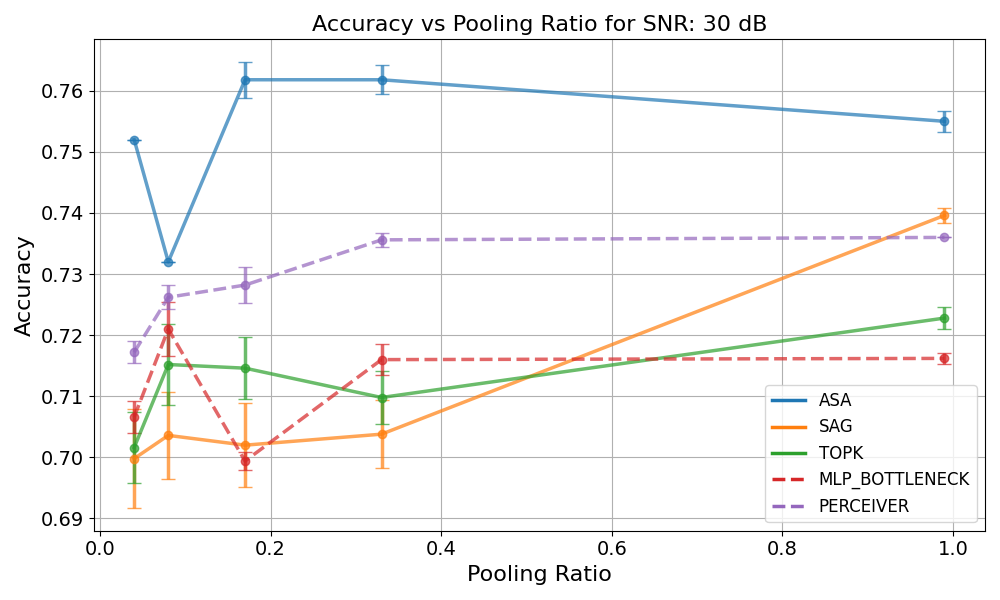 Accuracy vs Pooling Ratio for SNR: 30 dB
Accuracy
0.76
0.75
0.74
0.73
0.72
0.71
0.70
0.69
0.0 0.2 0.4 0.6 0.8 1.0
Pooling Ratio
ASA
SAG
TOPK
MLP_BOTTLENECK
PERCEIVER